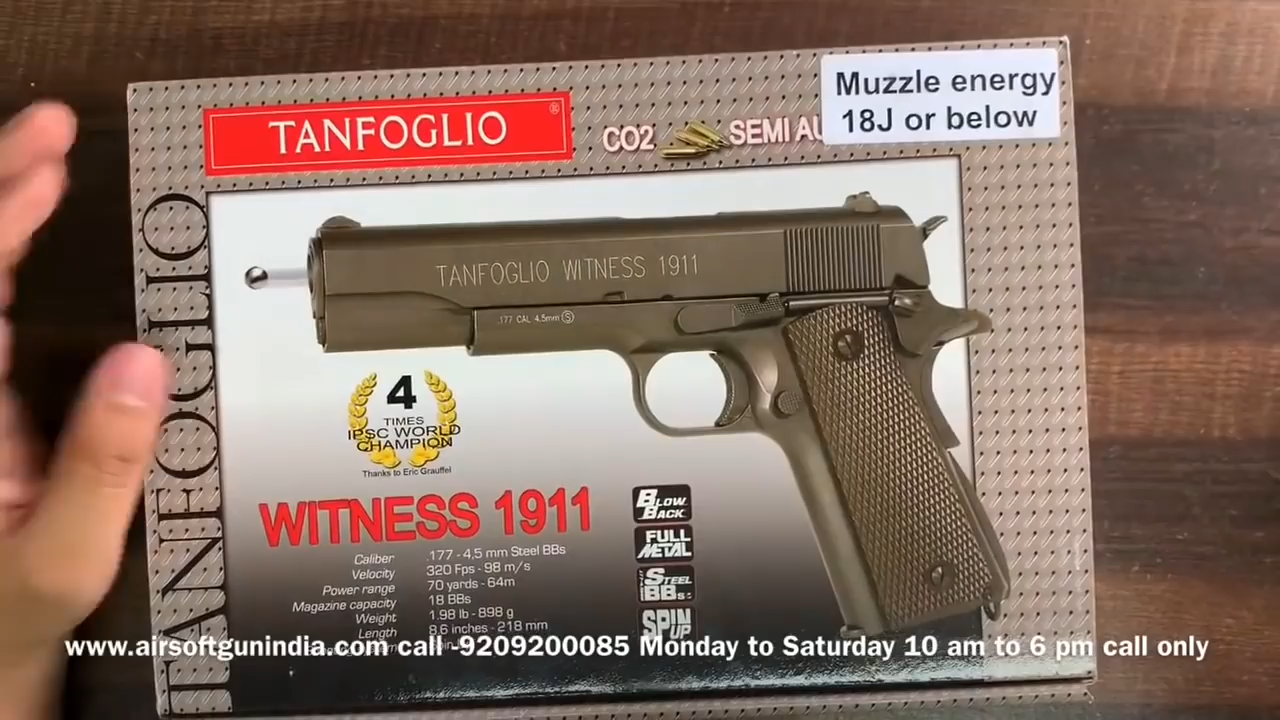 TANFOGLIO ®
CO2 SEMI AU
Muzzle energy
18J or below
TANFOGLIO
TANFOGLIO WITNESS 1911
.177 CAL 4,5mm S
4
TIMES
IPSC WORLD
CHAMPION
Thanks to Eric Grauffel
WITNESS 1911
Caliber .177 - 4,5 mm Steel BBs
Velocity 320 Fps - 98 m/s
Power range 70 yards - 64m
Magazine capacity 18 BBs
Weight 1.98 lb - 898 g
Length 8.6 inches - 218 mm
BLOW BACK
FULL METAL
STEEL BBs
SPIN UP
www.airsoftgunindia.com call -9209200085 Monday to Saturday 10 am to 6 pm call only